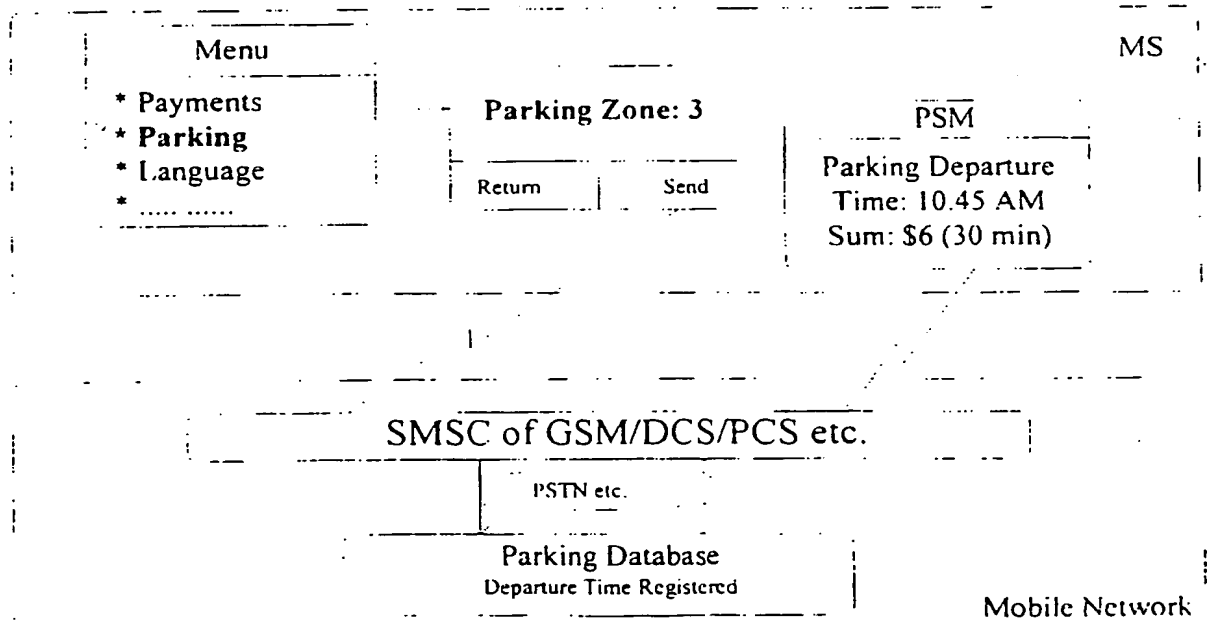 Menu
MS
* Payments
* Parking
* Language
* ..... ......
Parking Zone: 3
Return
Send
PSM
Parking Departure
Time: 10.45 AM
Sum: $6 (30 min)
SMSC of GSM/DCS/PCS etc.
PSTN etc.
Parking Database
Departure Time Registered
Mobile Network